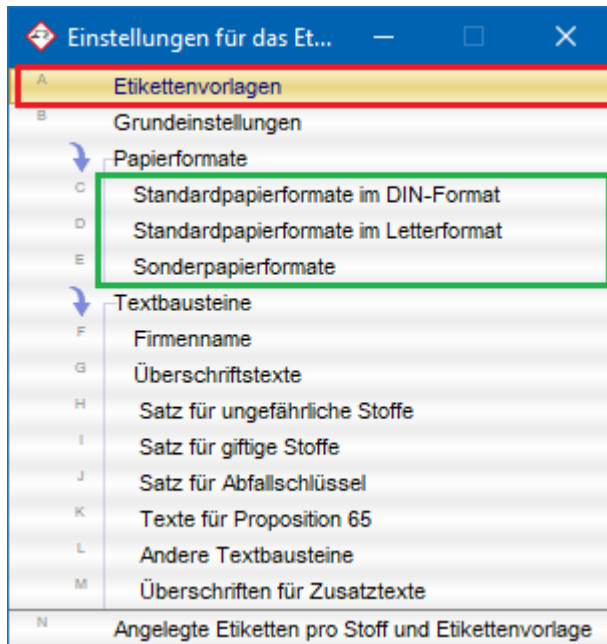 Einstellungen für das Et...
A Etikettenvorlagen
B Grundeinstellungen
Papierformate
C Standardpapierformate im DIN-Format
D Standardpapierformate im Letterformat
E Sonderpapierformate
Textbausteine
F Firmenname
G Überschriftstexte
H Satz für ungefährliche Stoffe
I Satz für giftige Stoffe
J Satz für Abfallschlüssel
K Texte für Proposition 65
L Andere Textbausteine
M Überschriften für Zusatztexte
N Angelegte Etiketten pro Stoff und Etikettenvorlage